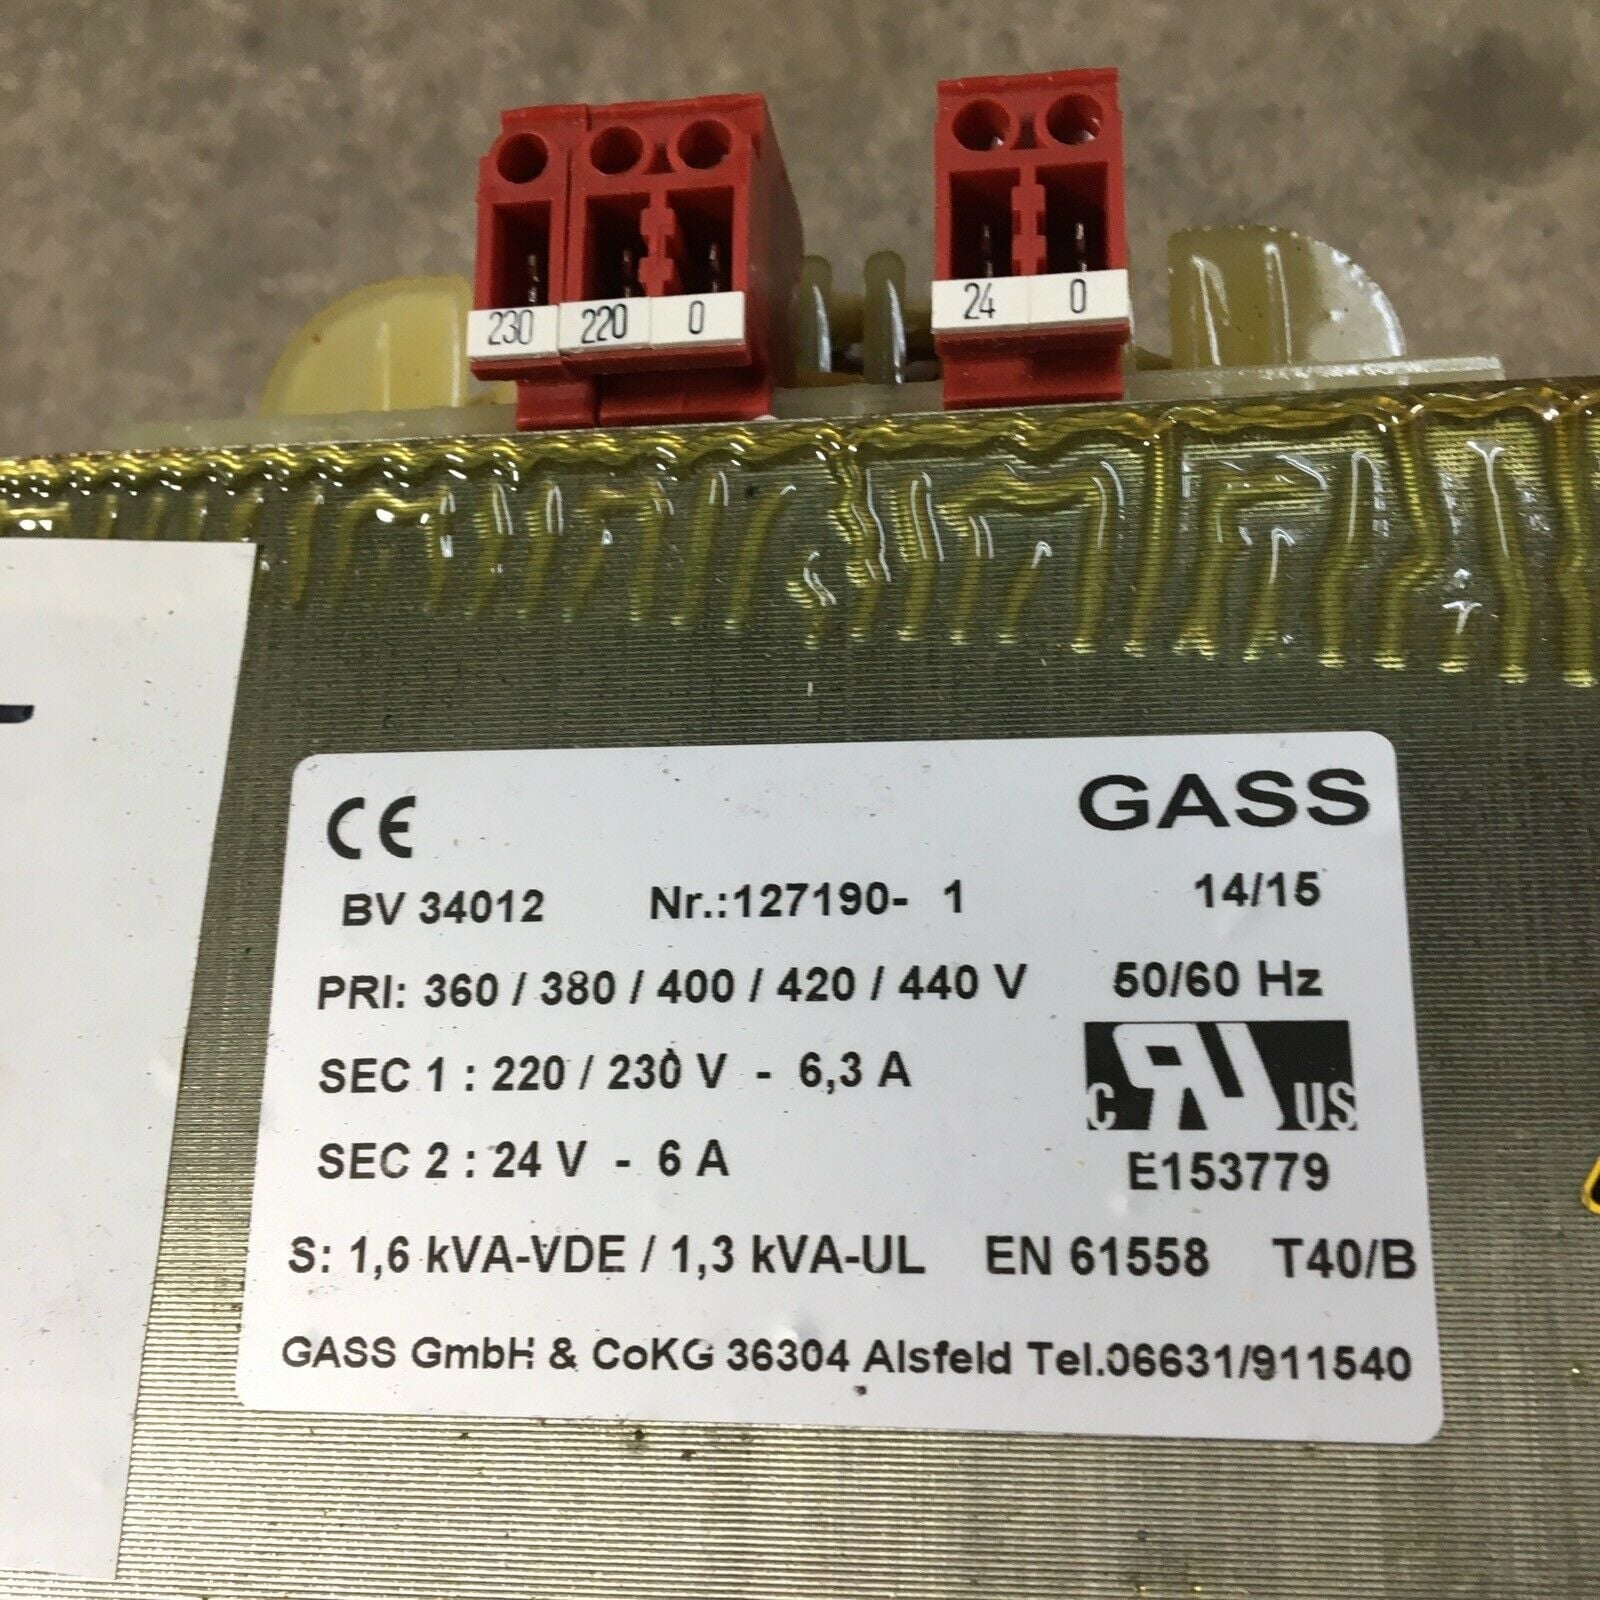 230 220 0 24 0
CE GASS
BV 34012 Nr.:127190- 1 14/15
PRI: 360 / 380 / 400 / 420 / 440 V 50/60 Hz
SEC 1 : 220 / 230 V - 6,3 A
C RU US
SEC 2 : 24 V - 6 A
E153779
S: 1,6 kVA-VDE / 1,3 kVA-UL EN 61558 T40/B
GASS GmbH & CoKG 36304 Alsfeld Tel.06631/911540